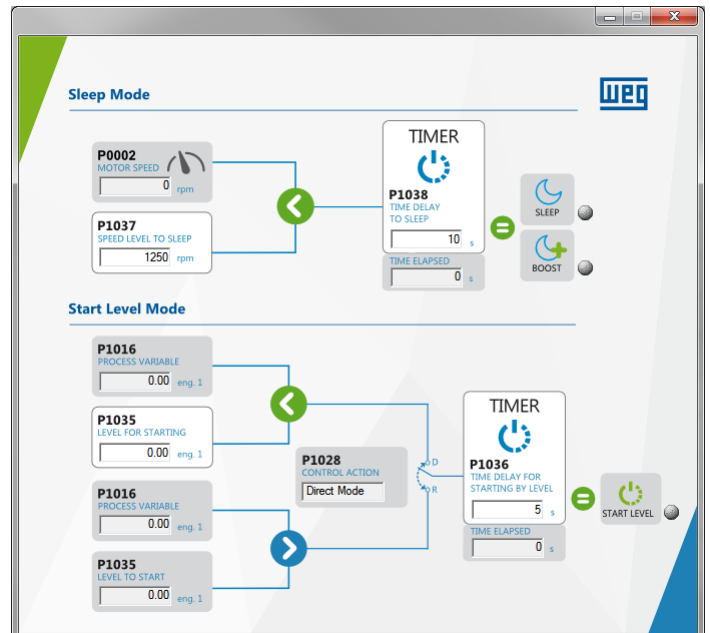 Sleep Mode
WEG
P0002
MOTOR SPEED
0 rpm
P1037
SPEED LEVEL TO SLEEP
1250 rpm
TIMER
P1038
TIME DELAY
TO SLEEP
10 s
TIME ELAPSED
0 s
SLEEP
BOOST
Start Level Mode
P1016
PROCESS VARIABLE
0.00 eng. 1
P1035
LEVEL FOR STARTING
0.00 eng. 1
P1016
PROCESS VARIABLE
0.00 eng. 1
P1035
LEVEL TO START
0.00 eng. 1
P1028
CONTROL ACTION
Direct Mode
D
R
TIMER
P1036
TIME DELAY FOR
STARTING BY LEVEL
5 s
TIME ELAPSED
0 s
START LEVEL